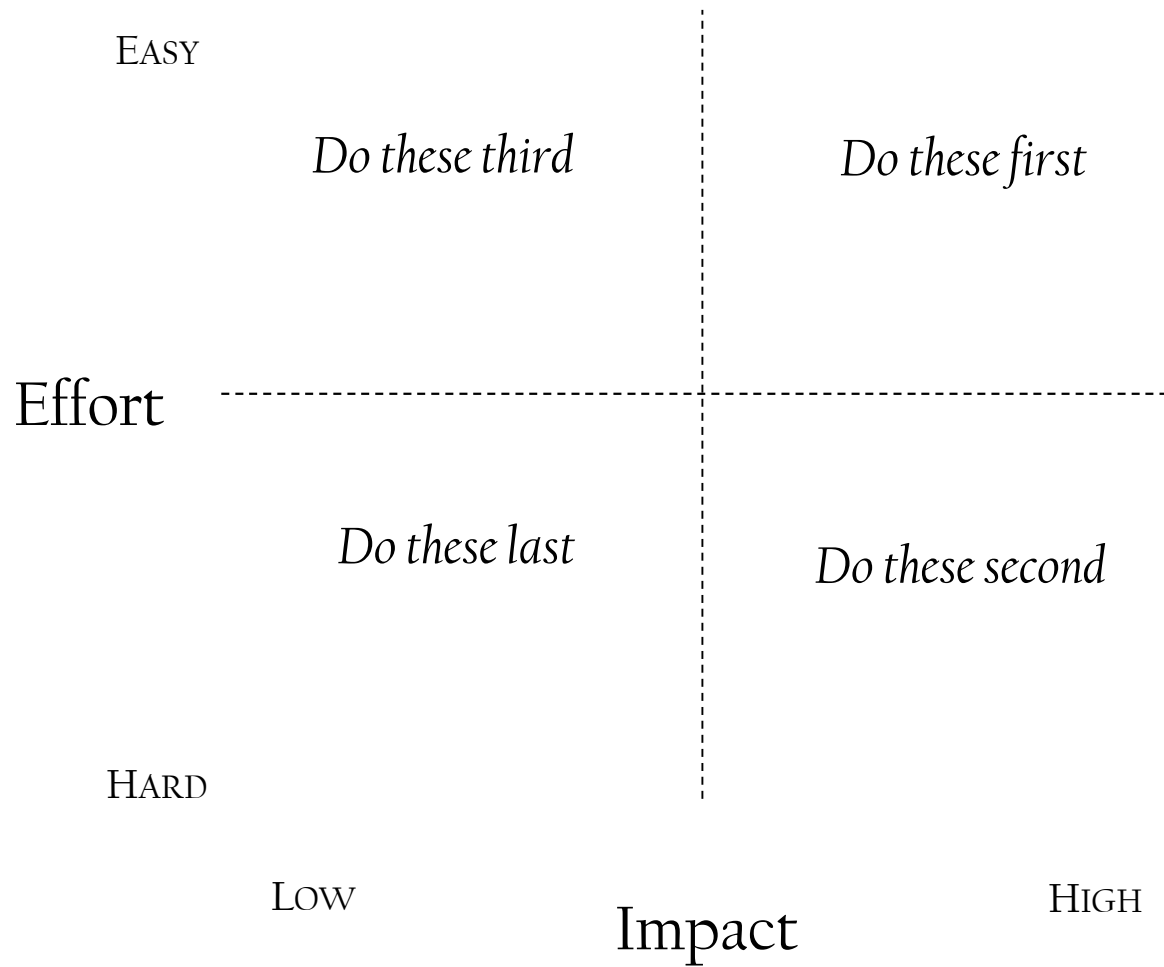 EASY
Do these third
Do these first
Effort
Do these last
Do these second
HARD
LOW
HIGH
Impact